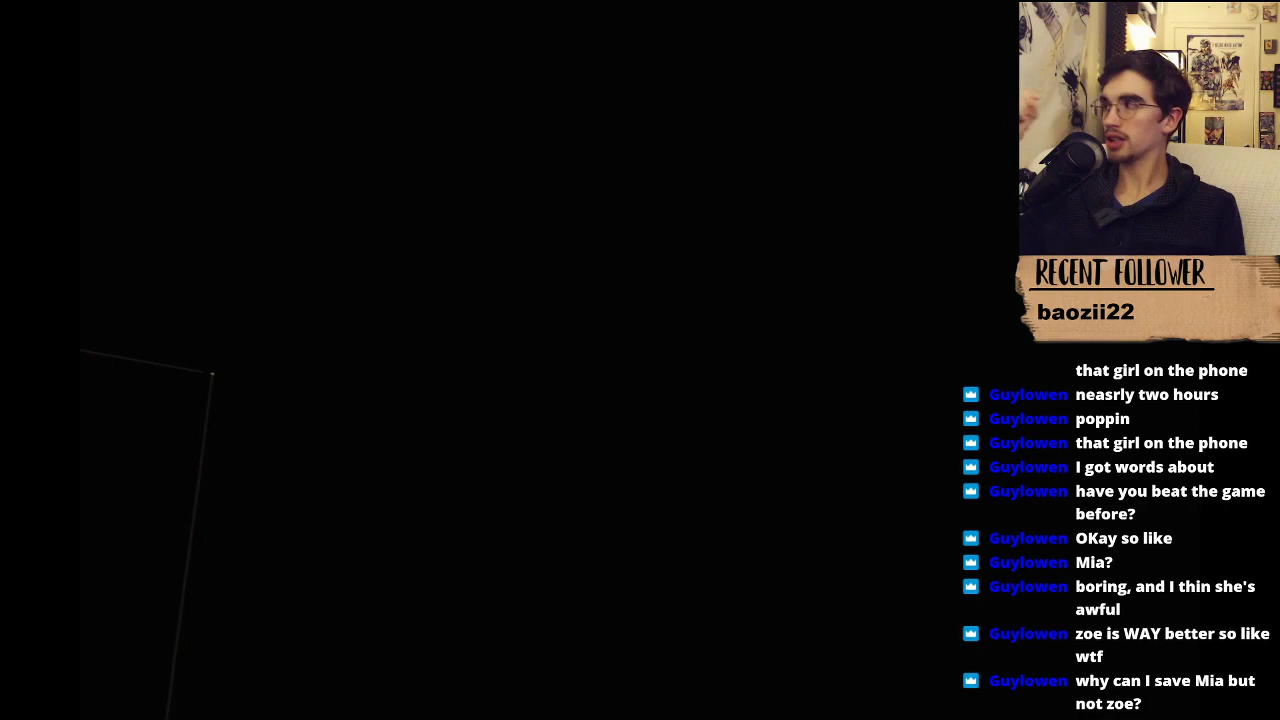 RECENT FOLLOWER
baozii22
that girl on the phone
Guylowen neasrly two hours
Guylowen poppin
Guylowen that girl on the phone
Guylowen I got words about
Guylowen have you beat the game
before?
Guylowen OKay so like
Guylowen Mia?
Guylowen boring, and I thin she's
awful
Guylowen zoe is WAY better so like
wtf
Guylowen why can I save Mia but
not zoe?